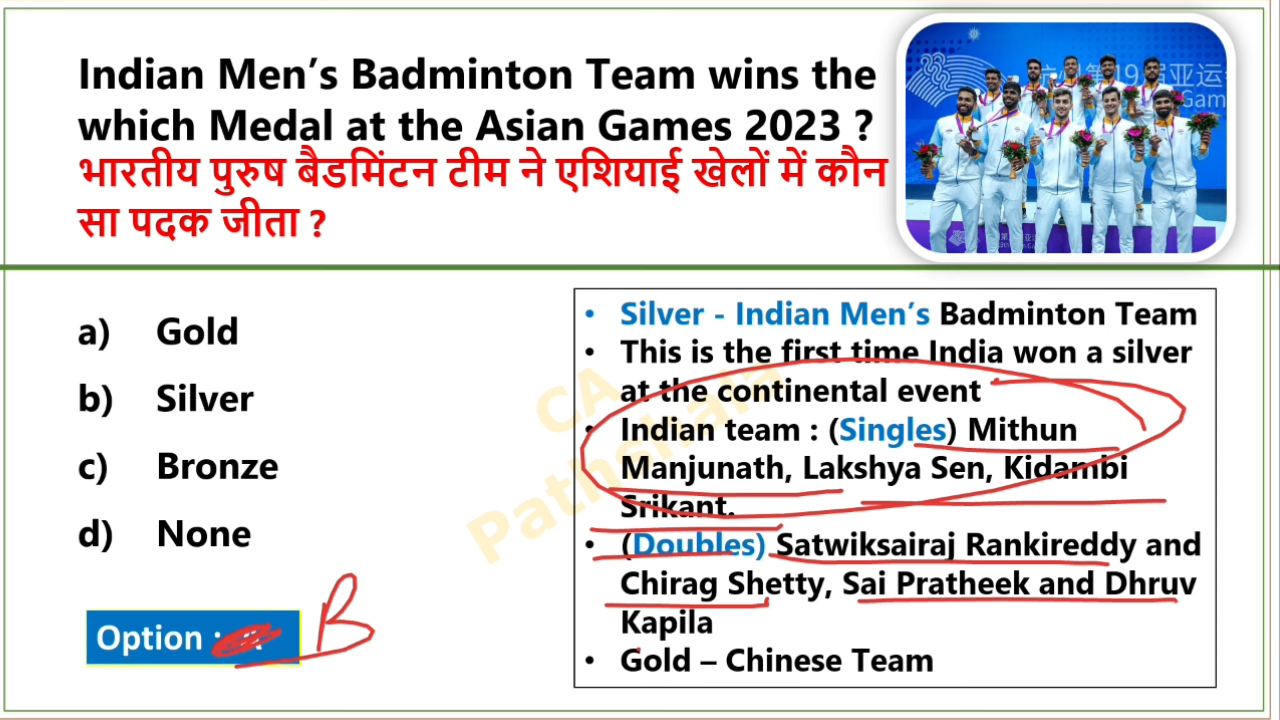 Indian Men’s Badminton Team wins the
which Medal at the Asian Games 2023 ?
भारतीय पुरुष बैडमिंटन टीम ने एशियाई खेलों में कौन
सा पदक जीता ?
a) Gold
b) Silver
c) Bronze
d) None
Option :
B
• Silver - Indian Men’s Badminton Team
• This is the first time India won a silver
at the continental event
• Indian team : (Singles) Mithun
Manjunath, Lakshya Sen, Kidambi
Srikant.
• (Doubles) Satwiksairaj Rankireddy and
Chirag Shetty, Sai Pratheek and Dhruv
Kapila
• Gold – Chinese Team
CA
Pathshala